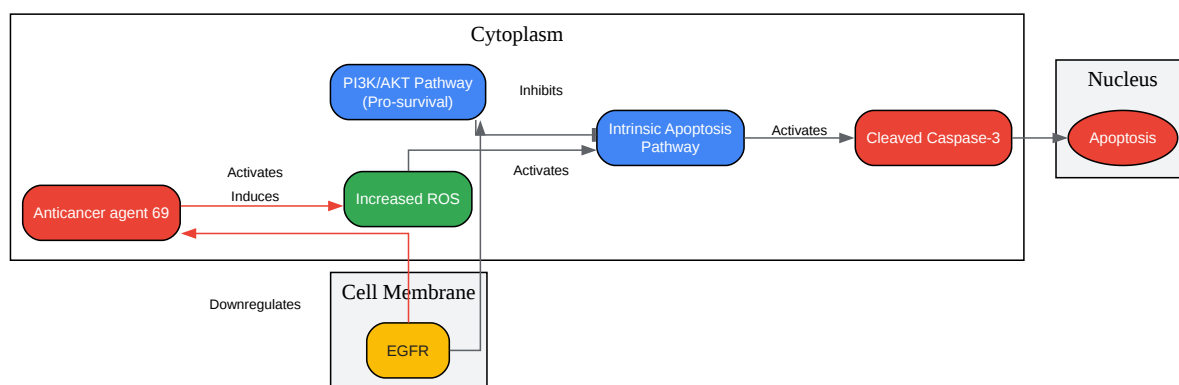 Cytoplasm
PI3K/AKT Pathway
(Pro-survival)
Inhibits
Nucleus
Intrinsic Apoptosis
Pathway
Activates
Cleaved Caspase-3
Apoptosis
Activates
Activates
Induces
Increased ROS
Anticancer agent 69
Cell Membrane
Downregulates
EGFR